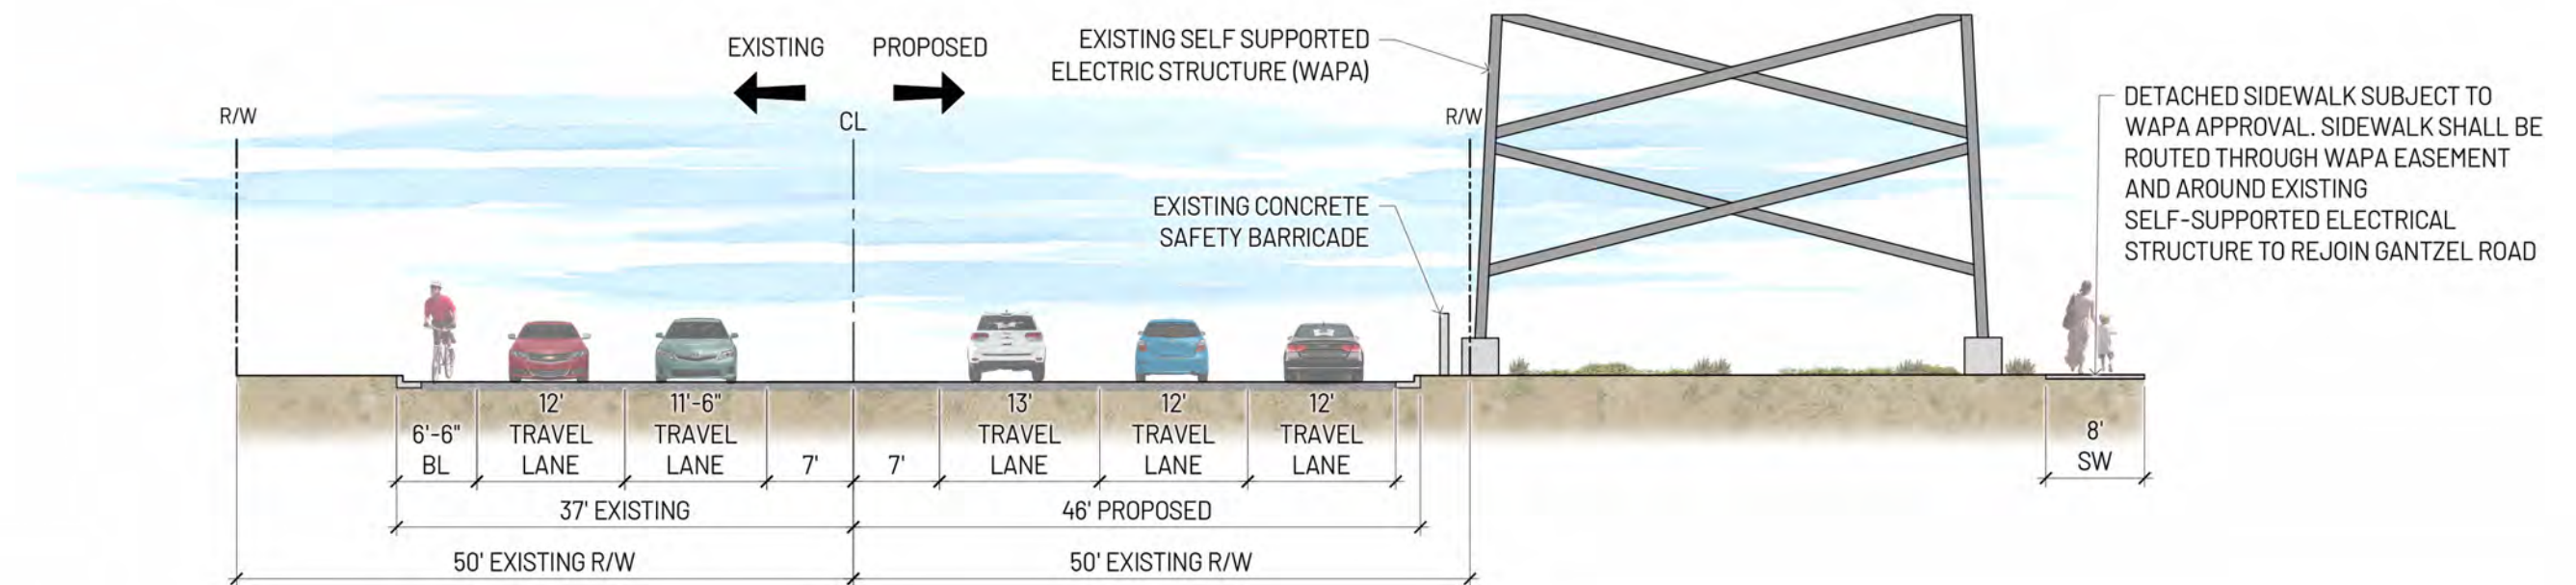 EXISTING
PROPOSED
EXISTING SELF SUPPORTED
ELECTRIC STRUCTURE (WAPA)
R/W
CL
R/W
DETACHED SIDEWALK SUBJECT TO
WAPA APPROVAL. SIDEWALK SHALL BE
ROUTED THROUGH WAPA EASEMENT
AND AROUND EXISTING
SELF-SUPPORTED ELECTRICAL
STRUCTURE TO REJOIN GANTZEL ROAD
EXISTING CONCRETE
SAFETY BARRICADE
6'-6"
BL
12'
TRAVEL
LANE
11'-6"
TRAVEL
LANE
7'
7'
13'
TRAVEL
LANE
12'
TRAVEL
LANE
12'
TRAVEL
LANE
8'
SW
37' EXISTING
46' PROPOSED
50' EXISTING R/W
50' EXISTING R/W